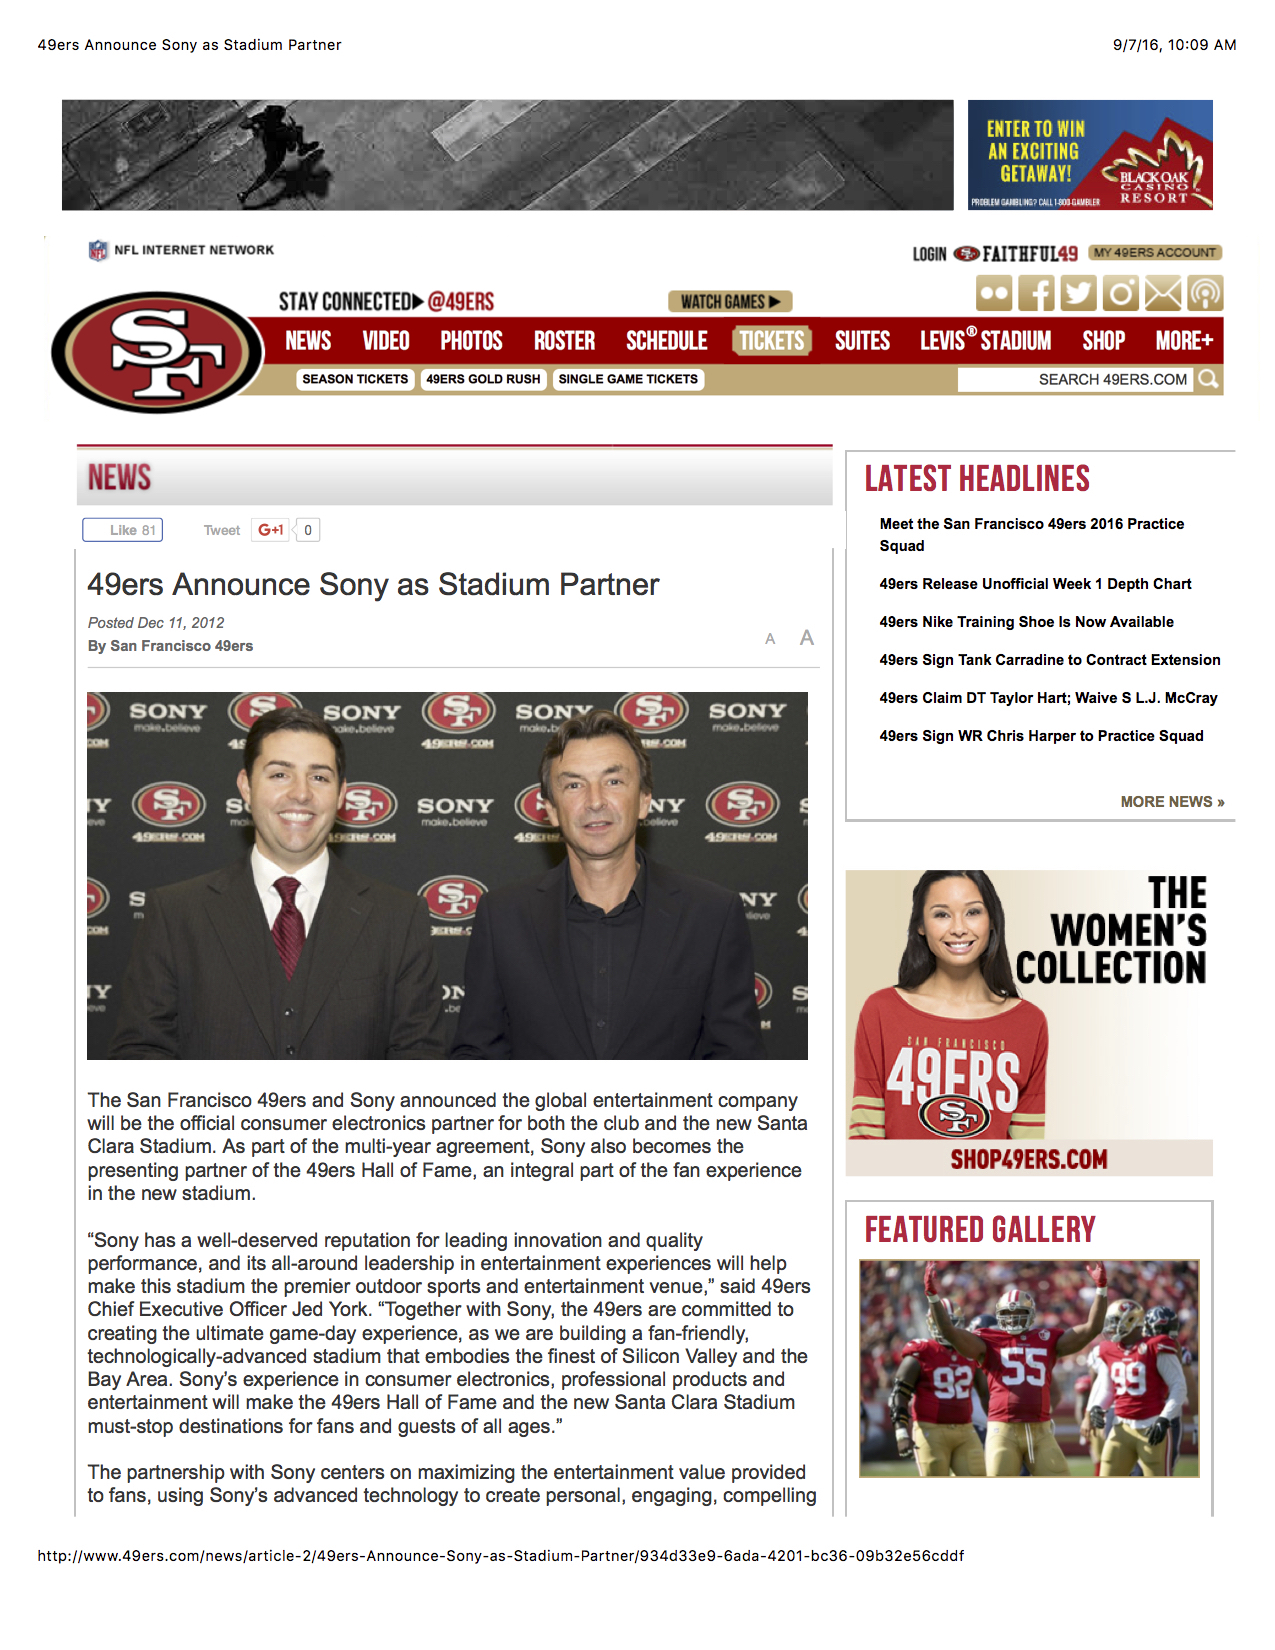 49ers Announce Sony as Stadium Partner
9/7/16, 10:09 AM
ENTER TO WIN
AN EXCITING
GETAWAY!
BLACK OAK
CASINO
RESORT
PROBLEM GAMBLING? CALL 1-800-GAMBLER
NFL INTERNET NETWORK
LOGIN FAITHFUL49 MY 49ERS ACCOUNT
STAY CONNECTED @49ERS
WATCH GAMES
NEWS VIDEO PHOTOS ROSTER SCHEDULE TICKETS SUITES LEVIS® STADIUM SHOP MORE+
SEASON TICKETS 49ERS GOLD RUSH SINGLE GAME TICKETS
SEARCH 49ERS.COM
NEWS
Like 81 Tweet G+1 0
49ers Announce Sony as Stadium Partner
Posted Dec 11, 2012
By San Francisco 49ers
A A
SONY
make.believe
SF
49ERS.COM
The San Francisco 49ers and Sony announced the global entertainment company
will be the official consumer electronics partner for both the club and the new Santa
Clara Stadium. As part of the multi-year agreement, Sony also becomes the
presenting partner of the 49ers Hall of Fame, an integral part of the fan experience
in the new stadium.
“Sony has a well-deserved reputation for leading innovation and quality
performance, and its all-around leadership in entertainment experiences will help
make this stadium the premier outdoor sports and entertainment venue,” said 49ers
Chief Executive Officer Jed York. “Together with Sony, the 49ers are committed to
creating the ultimate game-day experience, as we are building a fan-friendly,
technologically-advanced stadium that embodies the finest of Silicon Valley and the
Bay Area. Sony’s experience in consumer electronics, professional products and
entertainment will make the 49ers Hall of Fame and the new Santa Clara Stadium
must-stop destinations for fans and guests of all ages.”
The partnership with Sony centers on maximizing the entertainment value provided
to fans, using Sony’s advanced technology to create personal, engaging, compelling
LATEST HEADLINES
Meet the San Francisco 49ers 2016 Practice
Squad
49ers Release Unofficial Week 1 Depth Chart
49ers Nike Training Shoe Is Now Available
49ers Sign Tank Carradine to Contract Extension
49ers Claim DT Taylor Hart; Waive S L.J. McCray
49ers Sign WR Chris Harper to Practice Squad
MORE NEWS »
THE
WOMEN'S
COLLECTION
SAN FRANCISCO
49ERS
SF
SHOP49ERS.COM
FEATURED GALLERY
92 55 99
http://www.49ers.com/news/article-2/49ers-Announce-Sony-as-Stadium-Partner/934d33e9-6ada-4201-bc36-09b32e56cddf